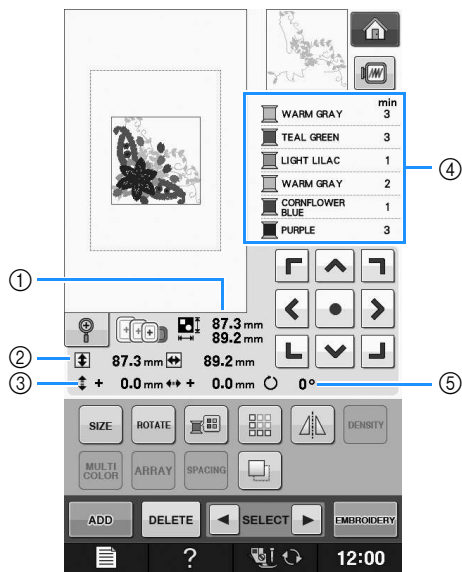 min
WARM GRAY 3
TEAL GREEN 3
LIGHT LILAC 1
WARM GRAY 2
CORNFLOWER
BLUE 1
PURPLE 3
④
①
87.3 mm
89.2 mm
② 87.3 mm 89.2 mm
③ + 0.0 mm + 0.0 mm 0° ⑤
SIZE ROTATE DENSITY
MULTI
COLOR ARRAY SPACING
ADD DELETE SELECT EMBROIDERY
? 12:00